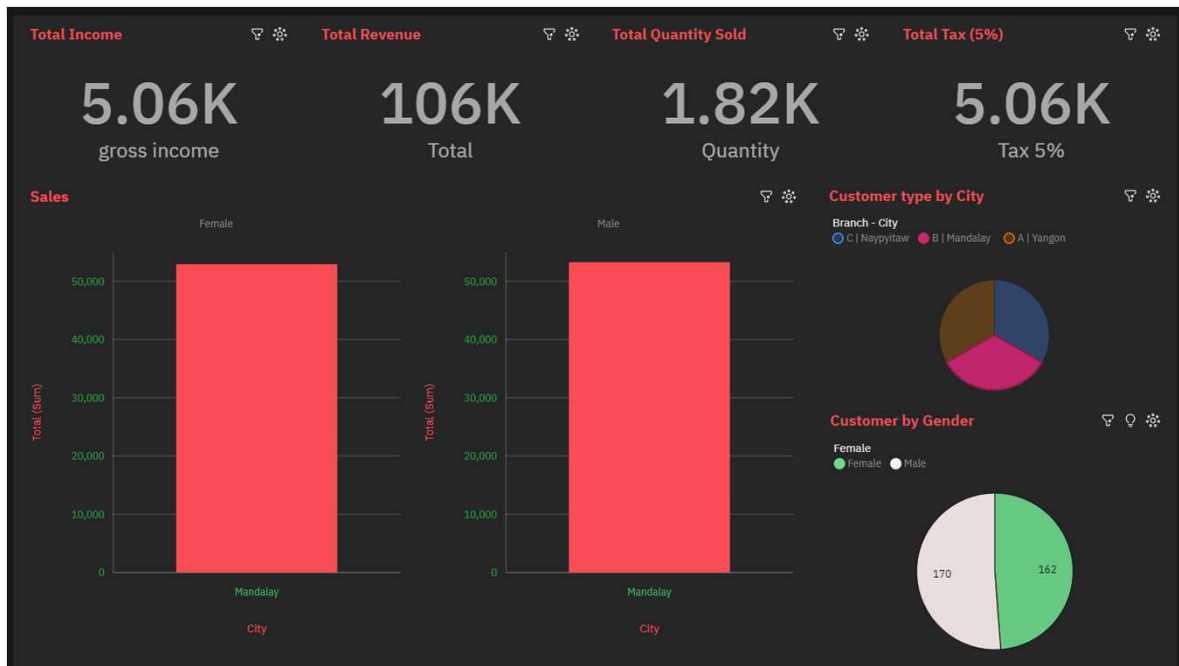 Total Income
Total Revenue
Total Quantity Sold
Total Tax (5%)
5.06K
106K
1.82K
5.06K
gross income
Total
Quantity
Tax 5%
Sales
Female
Male
Total (Sum)
50,000
40,000
30,000
20,000
10,000
0
Mandalay
City
Total (Sum)
50,000
40,000
30,000
20,000
10,000
0
Mandalay
City
Customer type by City
Branch - City
C | Naypyitaw B | Mandalay A | Yangon
Customer by Gender
Female
Female Male
170
162